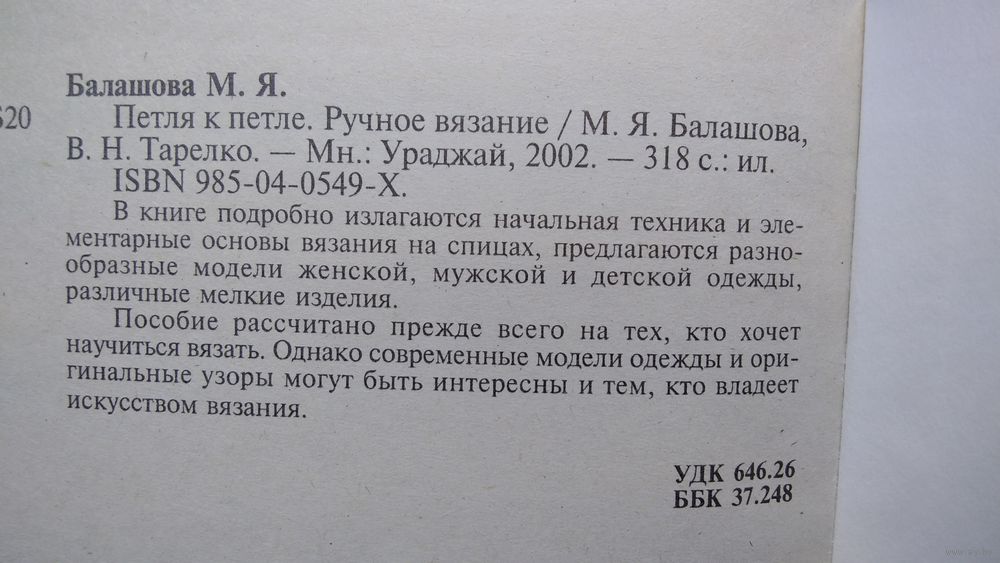 Балашова М. Я.
Петля к петле. Ручное вязание / М. Я. Балашова,
В. Н. Тарелко. — Мн.: Ураджай, 2002. — 318 с.: ил.
ISBN 985-04-0549-X.
В книге подробно излагаются начальная техника и эле-
ментарные основы вязания на спицах, предлагаются разно-
образные модели женской, мужской и детской одежды,
различные мелкие изделия.
Пособие рассчитано прежде всего на тех, кто хочет
научиться вязать. Однако современные модели одежды и ори-
гинальные узоры могут быть интересны и тем, кто владеет
искусством вязания.
УДК 646.26
ББК 37.248